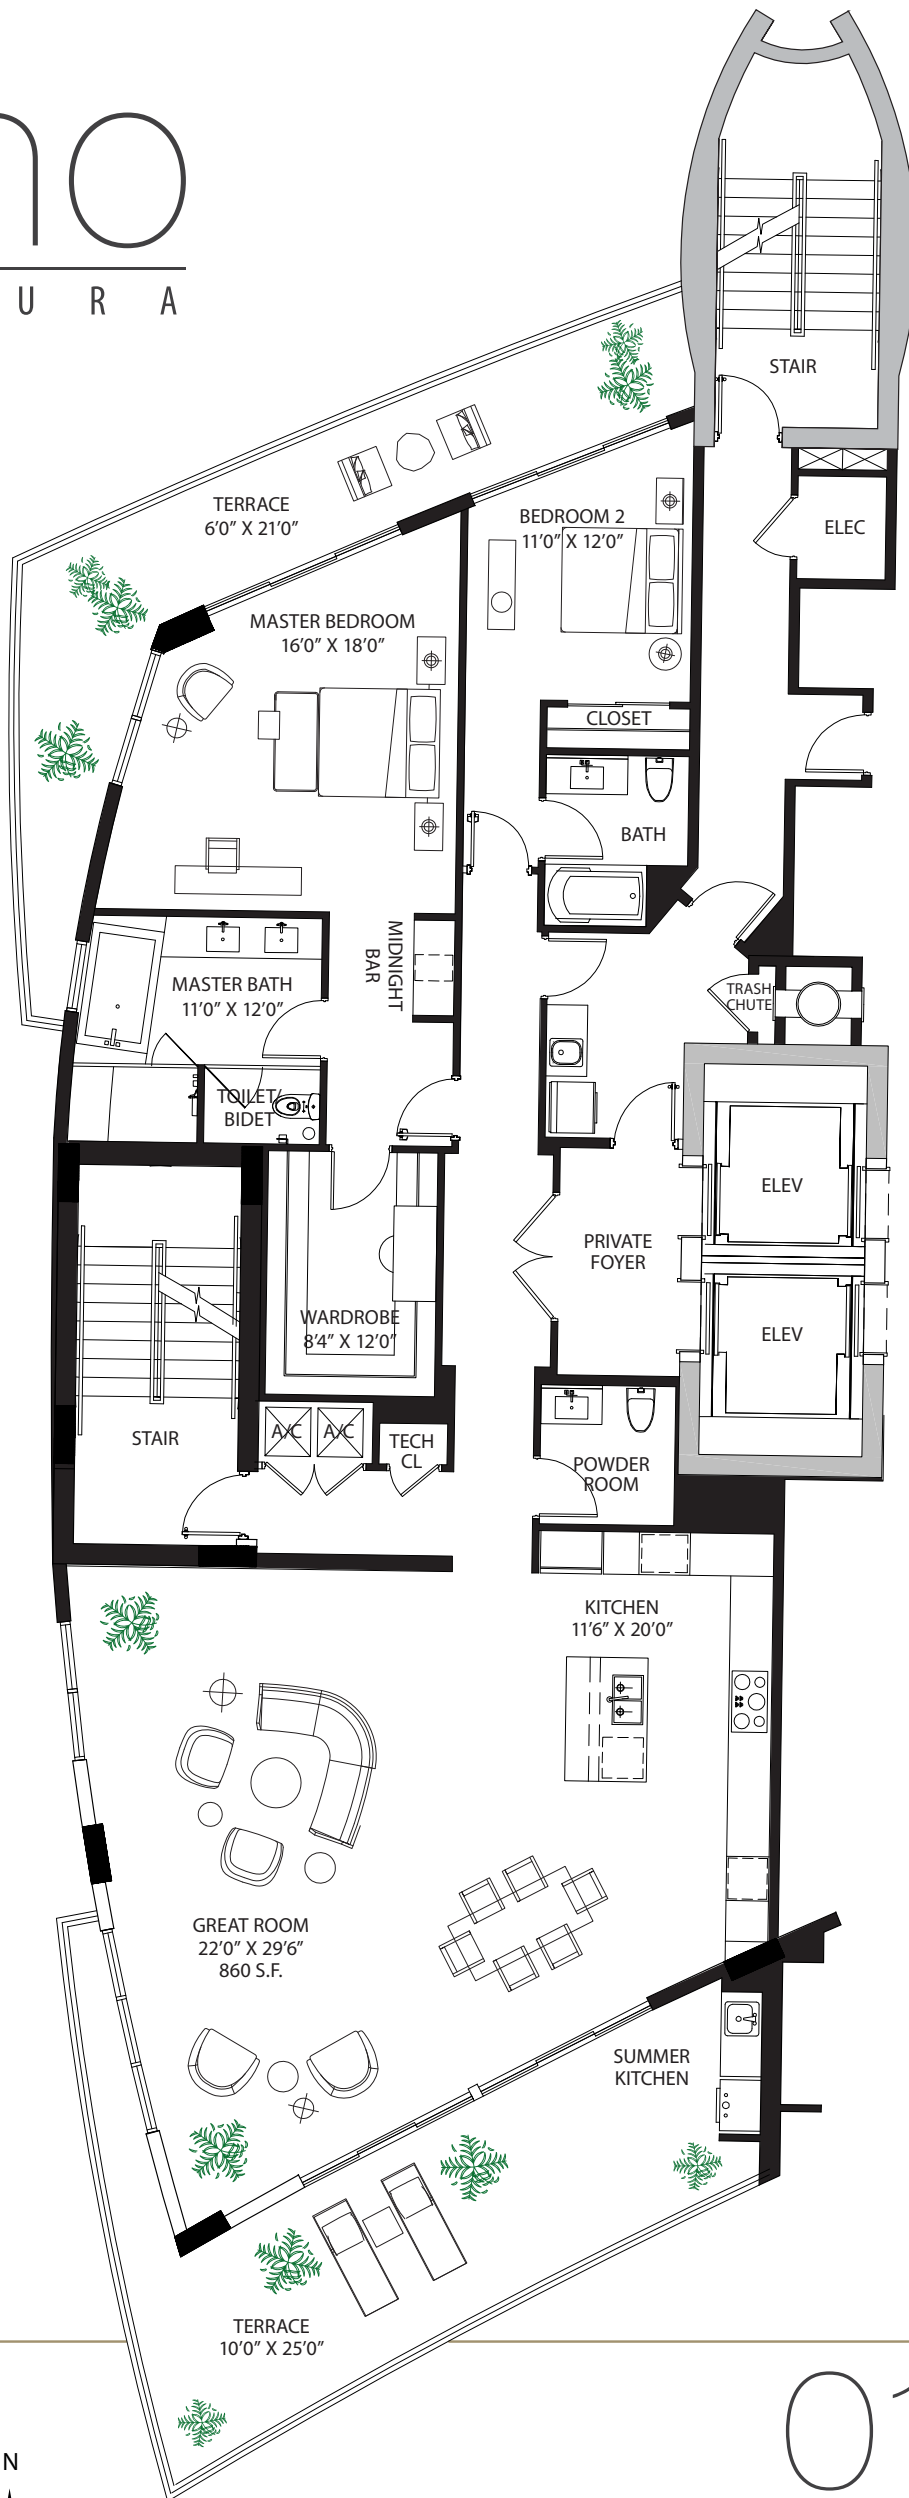 no
U R A
STAIR
TERRACE
6'0" X 21'0"
BEDROOM 2
11'0" X 12'0"
ELEC
MASTER BEDROOM
16'0" X 18'0"
CLOSET
BATH
MIDNIGHT
BAR
MASTER BATH
11'0" X 12'0"
TRASH
CHUTE
TOILET/
BIDET
ELEV
PRIVATE
FOYER
WARDROBE
8'4" X 12'0"
ELEV
STAIR
A/C
A/C
TECH
CL
POWDER
ROOM
KITCHEN
11'6" X 20'0"
GREAT ROOM
22'0" X 29'6"
860 S.F.
SUMMER
KITCHEN
TERRACE
10'0" X 25'0"
01
N